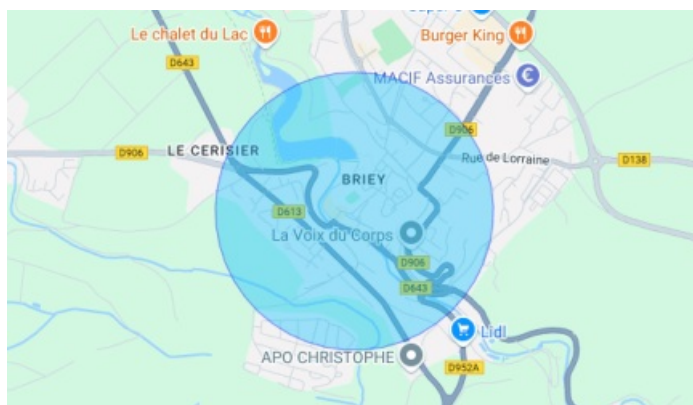 Le chalet du Lac
Burger King
D643
MACIF Assurances
D906
LE CERISIER
D906
Rue de Lorraine
D138
BRIEY
D613
La Voix du Corps
D906
D643
Lidl
APO CHRISTOPHE
D952A